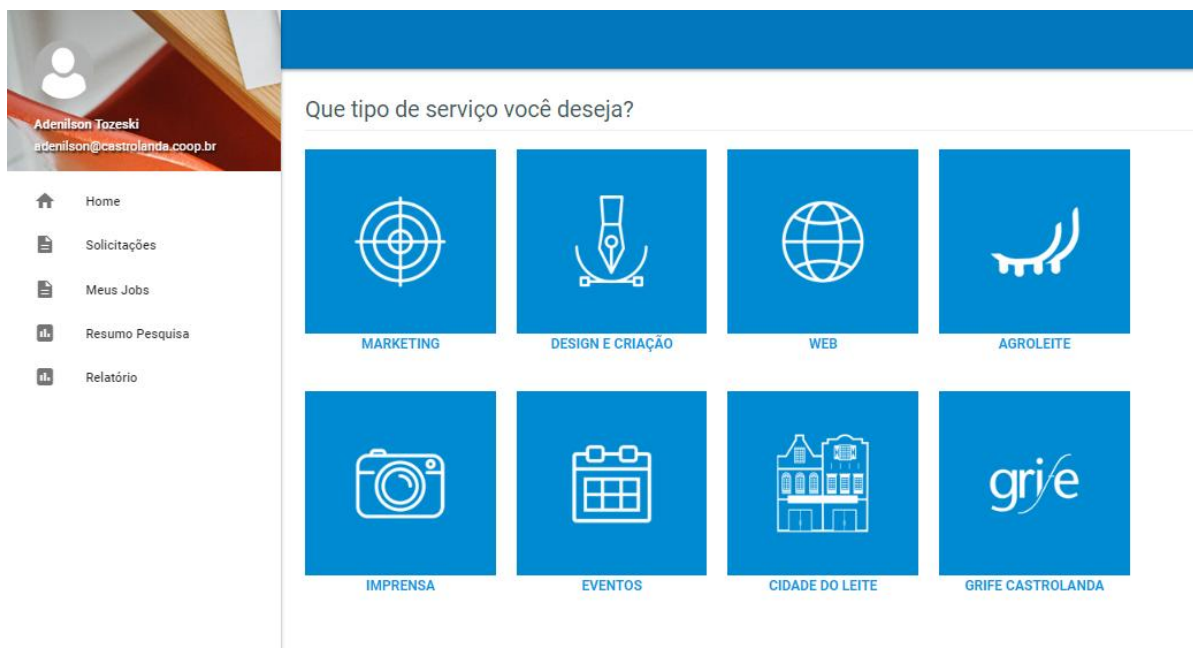 Adenilson Tozeski
adenilson@castrolanda.coop.br
Home
Solicitações
Meus Jobs
Resumo Pesquisa
Relatório
Que tipo de serviço você deseja?
MARKETING
DESIGN E CRIAÇÃO
WEB
AGROLEITE
grife
IMPRENSA
EVENTOS
CIDADE DO LEITE
GRIFE CASTROLANDA